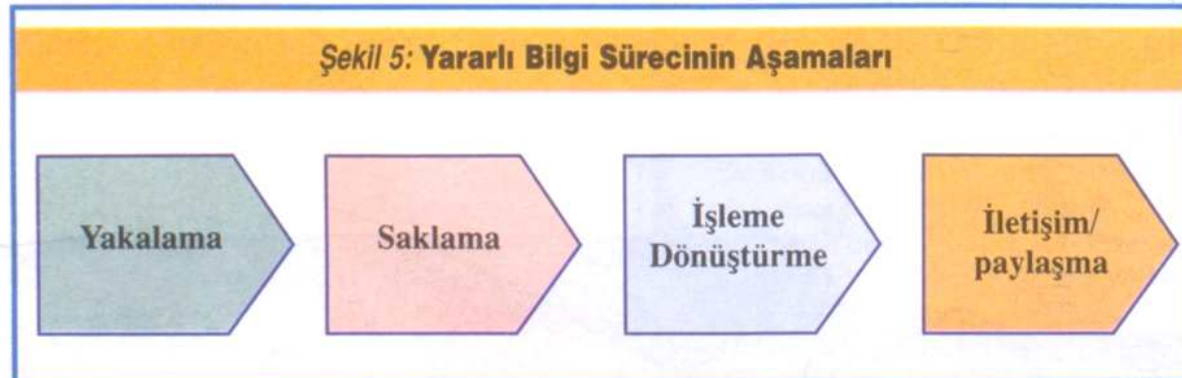 Şekil 5: Yararlı Bilgi Sürecinin Aşamaları
Yakalama
Saklama
İşleme
Dönüştürme
İletişim/
paylaşma